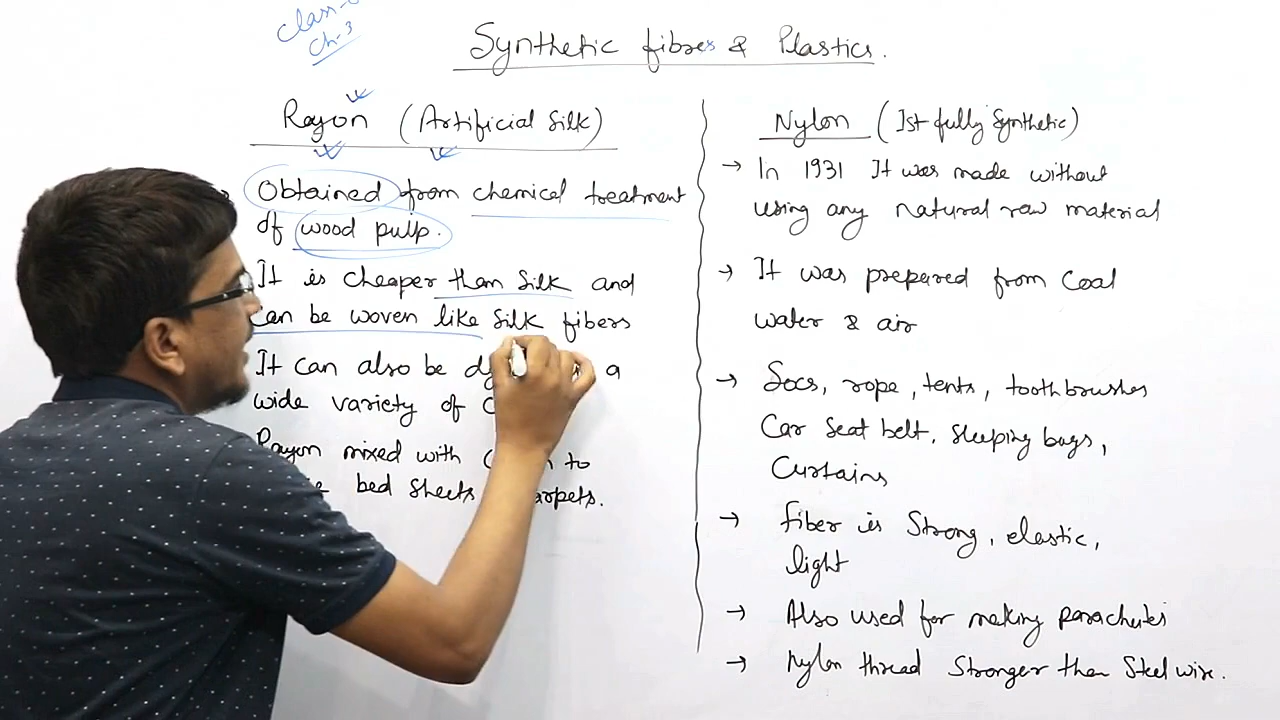 Class-
Ch-3
Synthetic fibres & Plastics.
Rayon (Artificial Silk)
Obtained from chemical treatment
of wood pulp.
It is cheaper than Silk and
Can be woven like Silk fibers
It can also be a
wide variety of
Rayon mixed with to
bed Sheets
Nylon (Ist fully Synthetic)
→ In 1931 It was made without
using any natural raw material
→ It was prepared from Coal
water & air
→ Socs, rope, tents, toothbrushes
Car Seat belt, Sleeping bags,
Curtains
→ fiber is Strong, elastic,
light
→ Also used for making parachutes
→ Nylon thread Stronger than Steel wire.